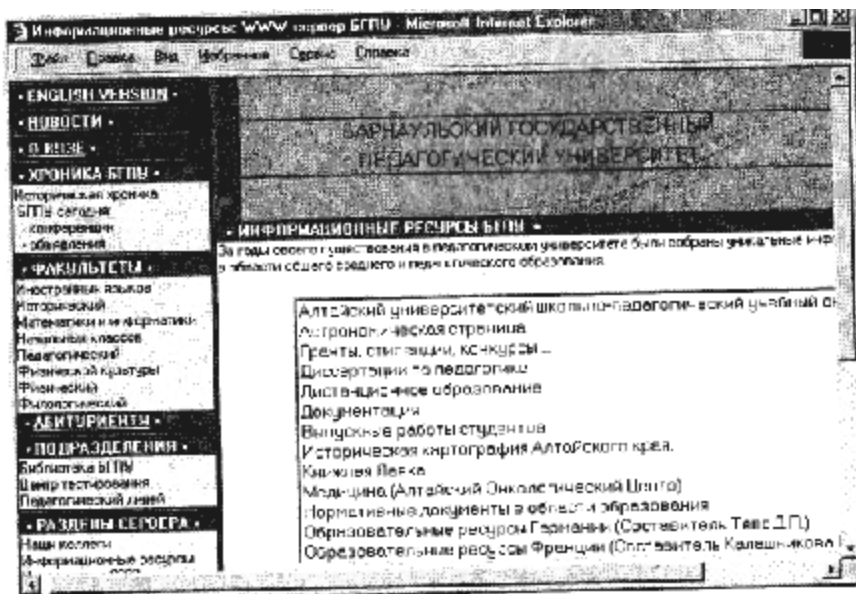 Информационные ресурсы: WWW сервер БГПУ - Microsoft Internet Explorer
Файл Правка Вид Избранное Сервис Справка
• ENGLISH VERSION •
• НОВОСТИ •
• О ВУЗЕ •
• ХРОНИКА БГПУ •
Историческая хроника
БГПУ сегодня
- конференции
- объявления
• ФАКУЛЬТЕТЫ •
Иностранных языков
Исторический
Математики и информатики
Начальных классов
Педагогический
Физической культуры
Физический
Филологический
• АБИТУРИЕНТЫ •
• ПОДРАЗДЕЛЕНИЯ •
Библиотека БГПУ
Центр тестирования
Педагогический лицей
• РАЗДЕЛЫ СЕРВЕРА •
Наши коллеги
Информационные ресурсы
БАРНАУЛЬСКИЙ ГОСУДАРСТВЕННЫЙ
ПЕДАГОГИЧЕСКИЙ УНИВЕРСИТЕТ
• ИНФОРМАЦИОННЫЕ РЕСУРСЫ БГПУ •
За годы своего существования в педагогическом университете были собраны уникальные инф
в области общего среднего и педагогического образования.
Алтайский университетский школьно-педагогический учебный
Астрономическая страница
Гранты, стипендии, конкурсы...
Диссертации по педагогике
Дистанционное образование
Документация
Выпускные работы студентов
Историческая картография Алтайского края.
Книжная Лавка
Медицина (Алтайский Онкологический Центр)
Нормативные документы в области образования
Образовательные ресурсы Германии (Составитель
Образовательные ресурсы Франции (Составитель Калашникова